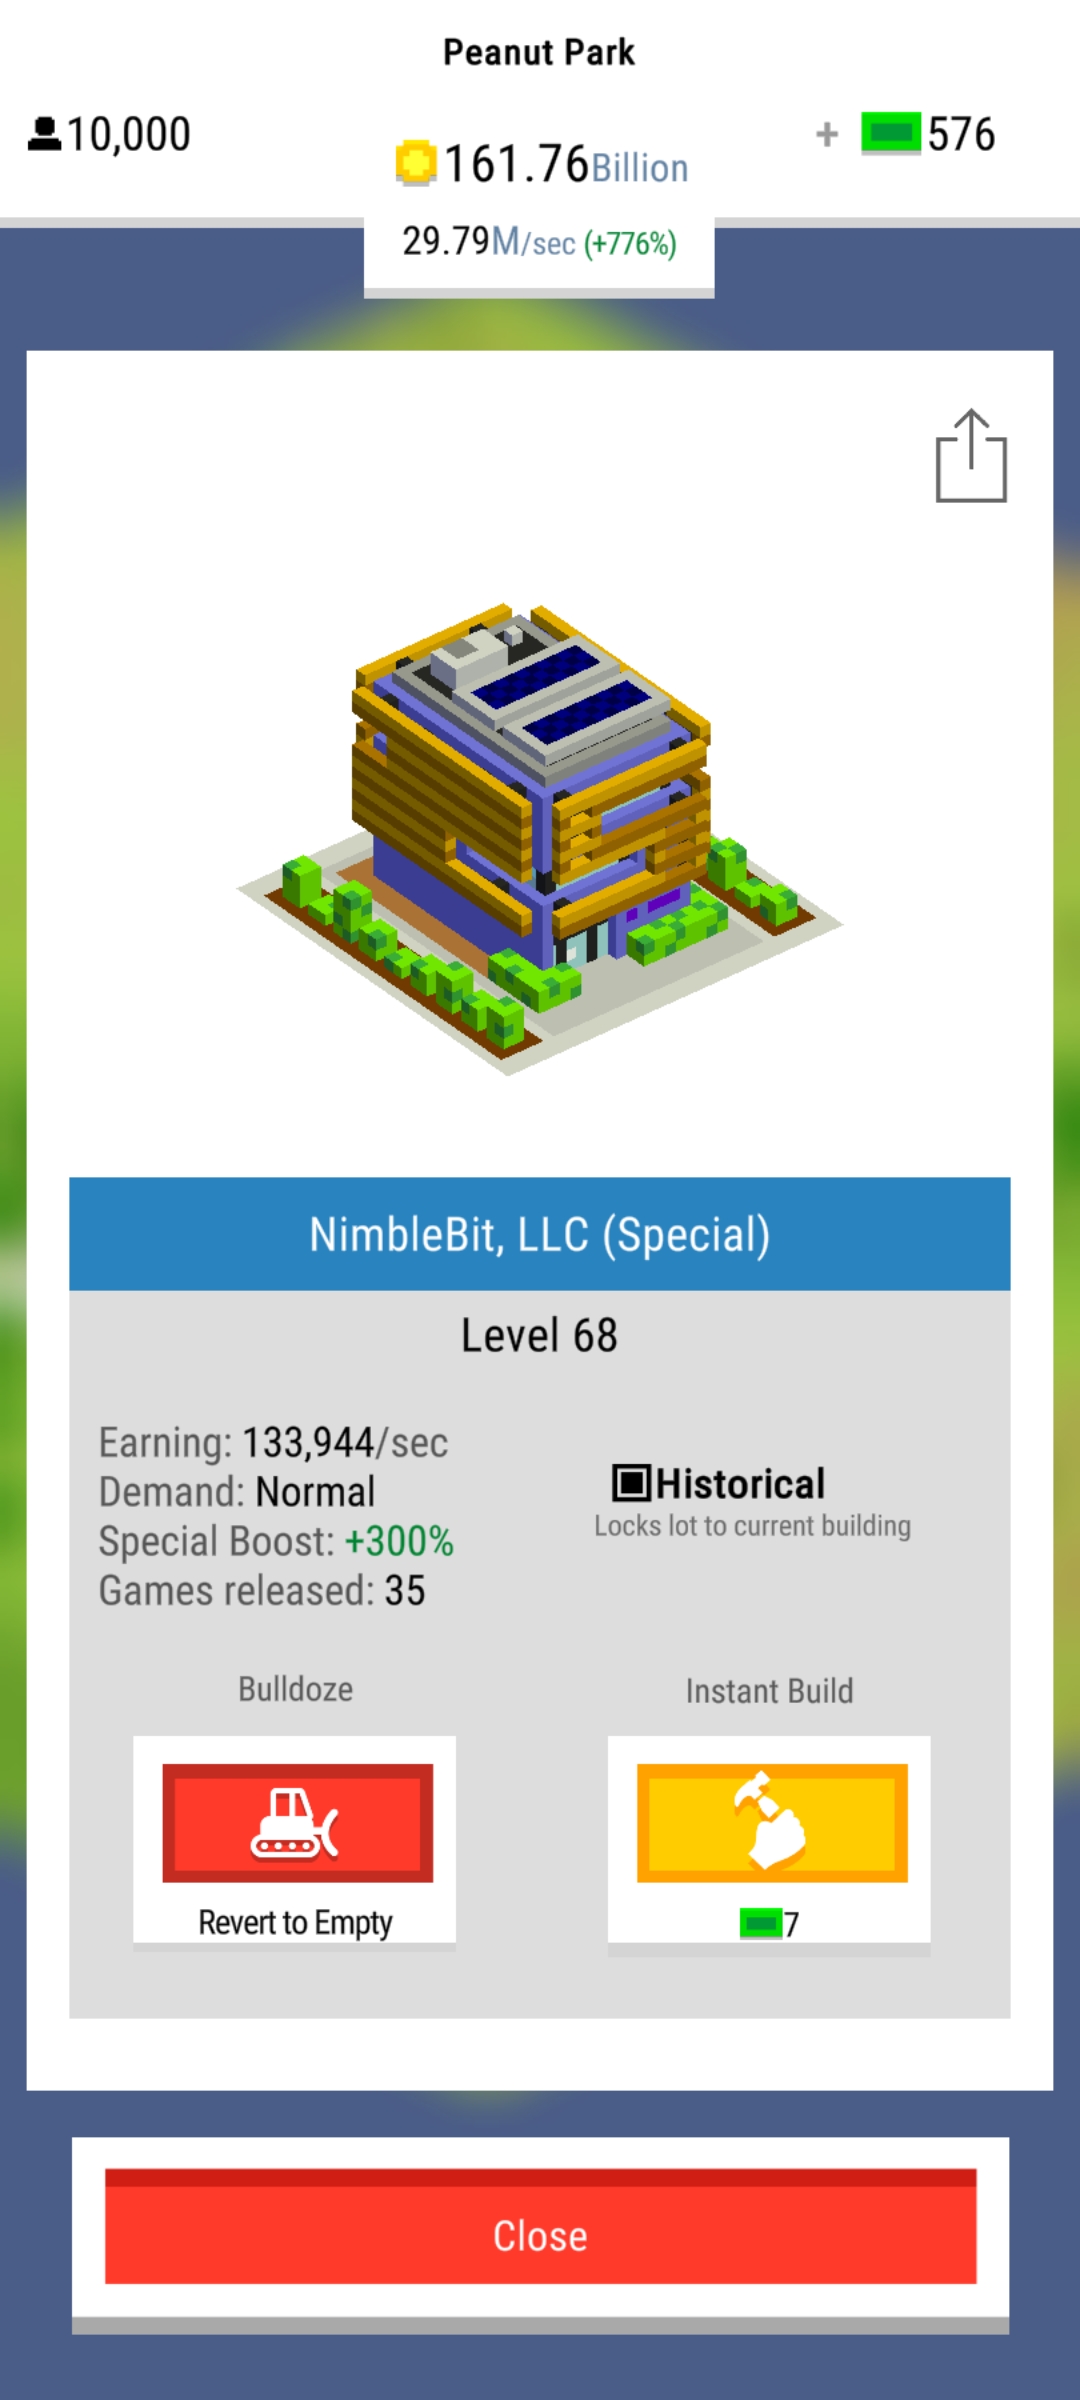 Peanut Park
10,000
161.76Billion
+ 576
29.79M/sec (+776%)
NimbleBit, LLC (Special)
Level 68
Earning: 133,944/sec
Demand: Normal
Special Boost: +300%
Games released: 35
Historical
Locks lot to current building
Bulldoze
Instant Build
Revert to Empty
7
Close